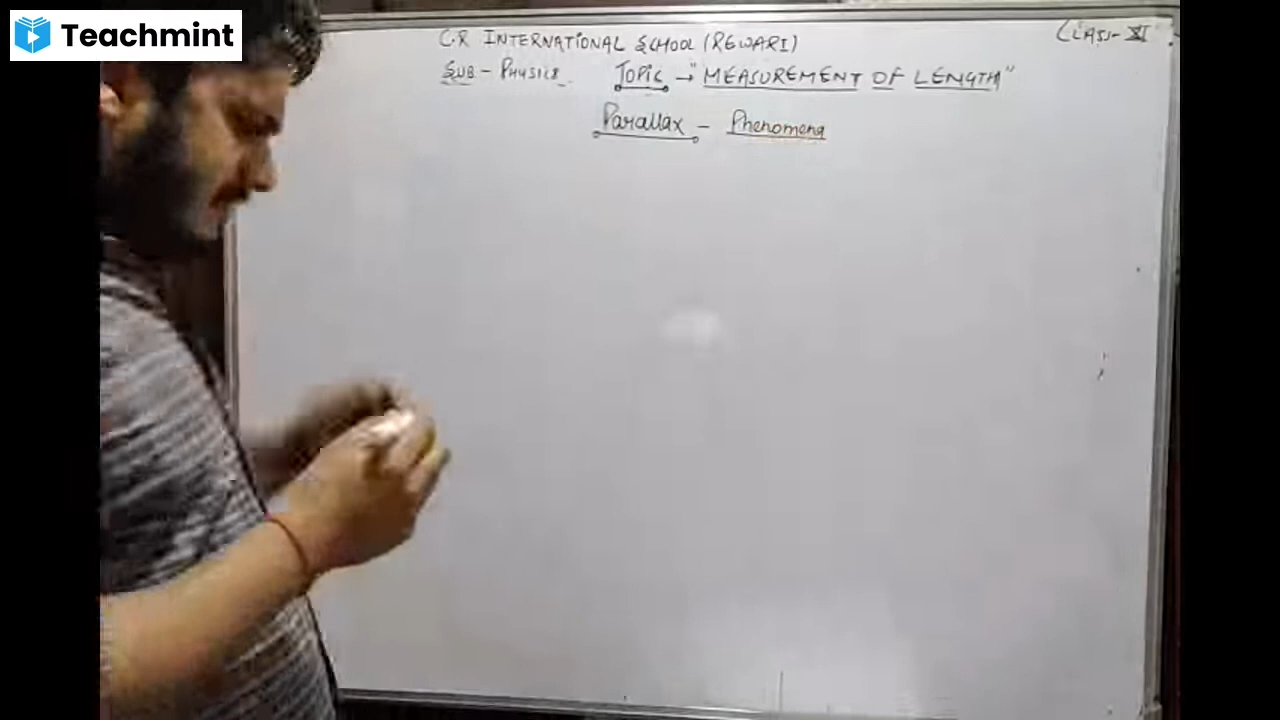 Teachmint
C.R INTERNATIONAL SCHOOL (REWARI)
CLASS-XI
SUB - PHYSICS
TOPIC → "MEASUREMENT OF LENGTH"
Parallax - Phenomena